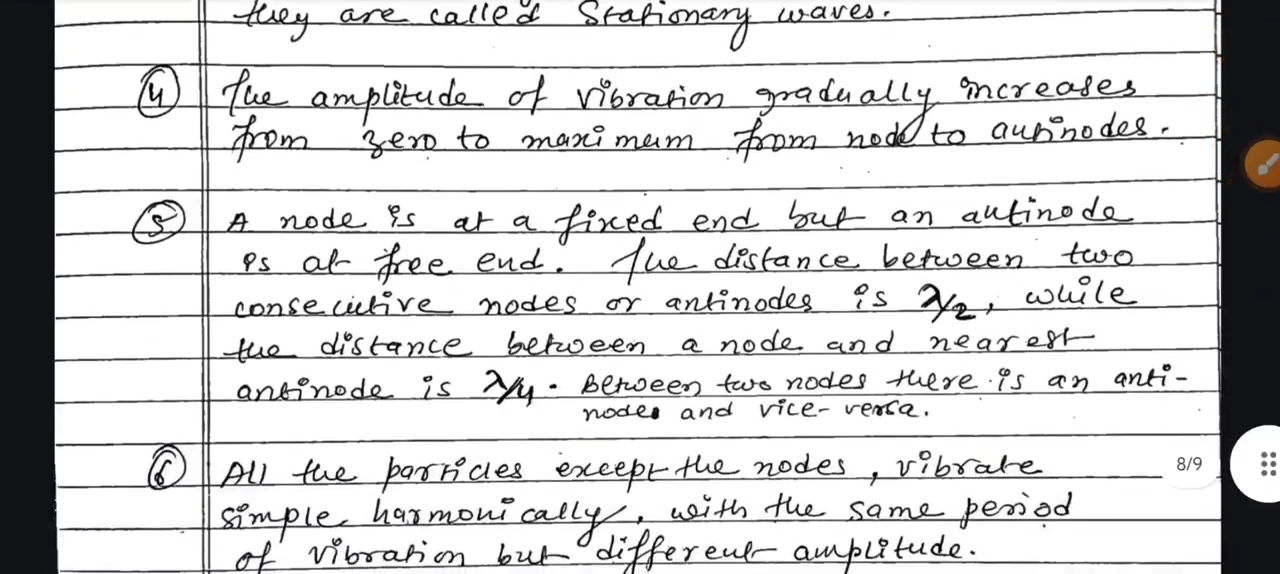 they are called Stationary waves.
④ The amplitude of vibration gradually increases
from zero to maximum from node to antinodes.
⑤ A node is at a fixed end but an antinode
is at free end. The distance between two
consecutive nodes or antinodes is λ/2, while
the distance between a node and nearest
antinode is λ/4. Between two nodes there is an anti-
node and vice-versa.
⑥ All the particles except the nodes, vibrate
simple harmonically, with the same period
of vibration but different amplitude.
8/9